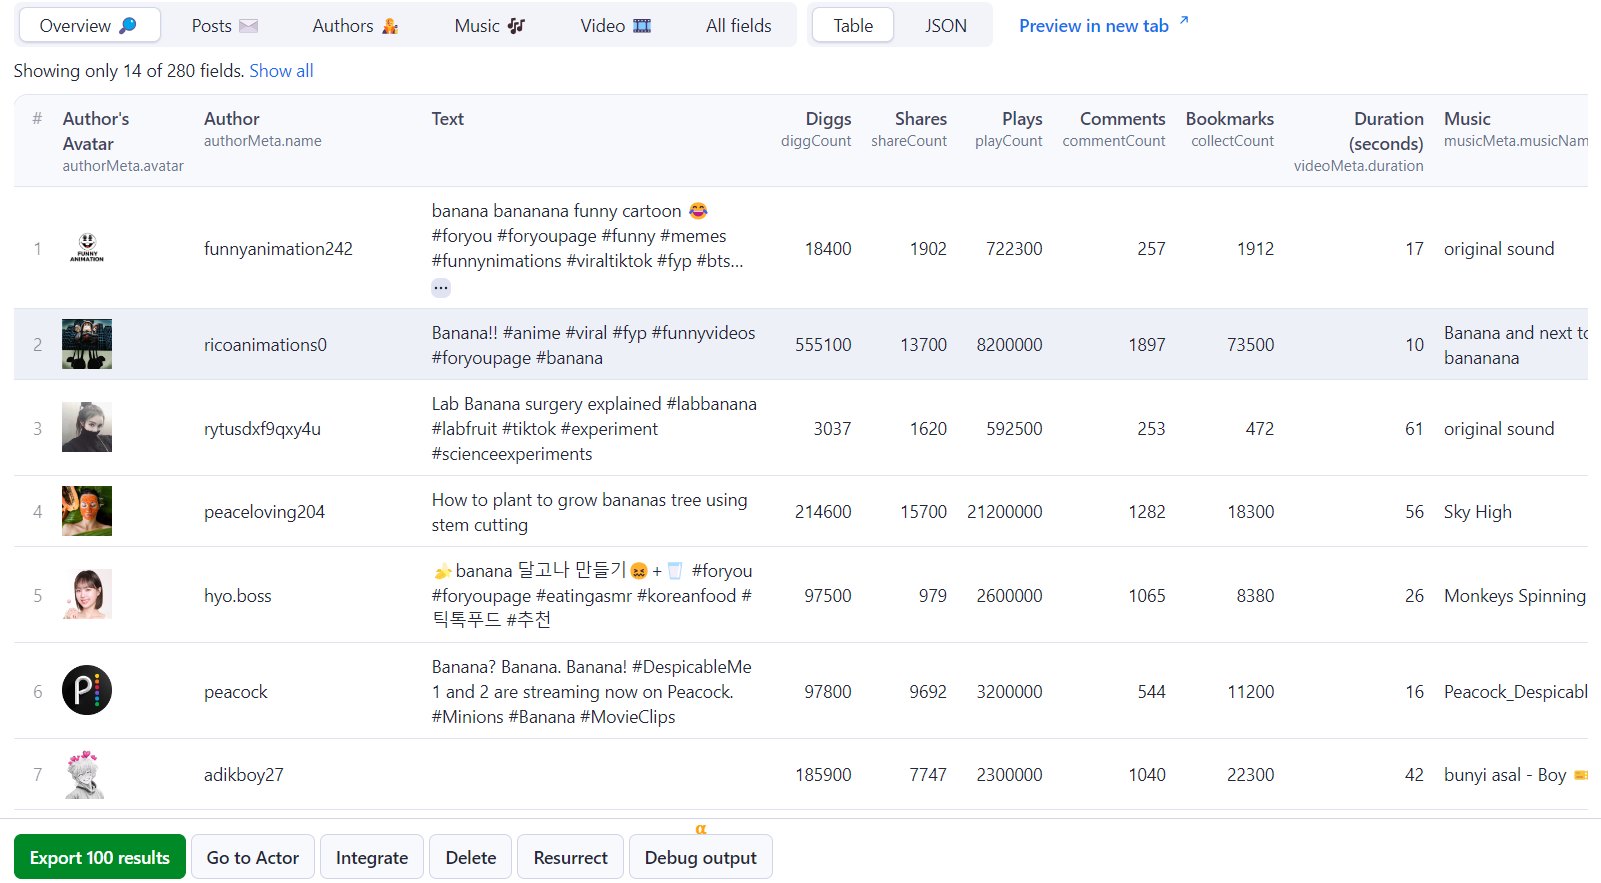 Overview 🔎 Posts ✉️ Authors 🧑‍🎤 Music 🎶 Video 🎞️ All fields Table JSON Preview in new tab ↗
Showing only 14 of 280 fields. Show all
# Author's Avatar authorMeta.avatar Author authorMeta.name Text Diggs diggCount Shares shareCount Plays playCount Comments commentCount Bookmarks collectCount Duration (seconds) videoMeta.duration Music musicMeta.musicNam
1 FUNNY ANIMATION funnyanimation242 banana bananana funny cartoon 😂
#foryou #foryoupage #funny #memes
#funnynimations #viraltiktok #fyp #bts...
... 18400 1902 722300 257 1912 17 original sound
2 ricoanimations0 Banana!! #anime #viral #fyp #funnyvideos
#foryoupage #banana 555100 13700 8200000 1897 73500 10 Banana and next to
bananana
3 rytusdxf9qxy4u Lab Banana surgery explained #labbanana
#labfruit #tiktok #experiment
#scienceexperiments 3037 1620 592500 253 472 61 original sound
4 peaceloving204 How to plant to grow bananas tree using
stem cutting 214600 15700 21200000 1282 18300 56 Sky High
5 hyo.boss 🍌banana 달고나 만들기😖+🥛 #foryou
#foryoupage #eatingasmr #koreanfood #
틱톡푸드 #추천 97500 979 2600000 1065 8380 26 Monkeys Spinning
6 P peacock Banana? Banana. Banana! #DespicableMe
1 and 2 are streaming now on Peacock.
#Minions #Banana #MovieClips 97800 9692 3200000 544 11200 16 Peacock_Despicabl
7 adikboy27 185900 7747 2300000 1040 22300 42 bunyi asal - Boy 🎫
α
Export 100 results Go to Actor Integrate Delete Resurrect Debug output